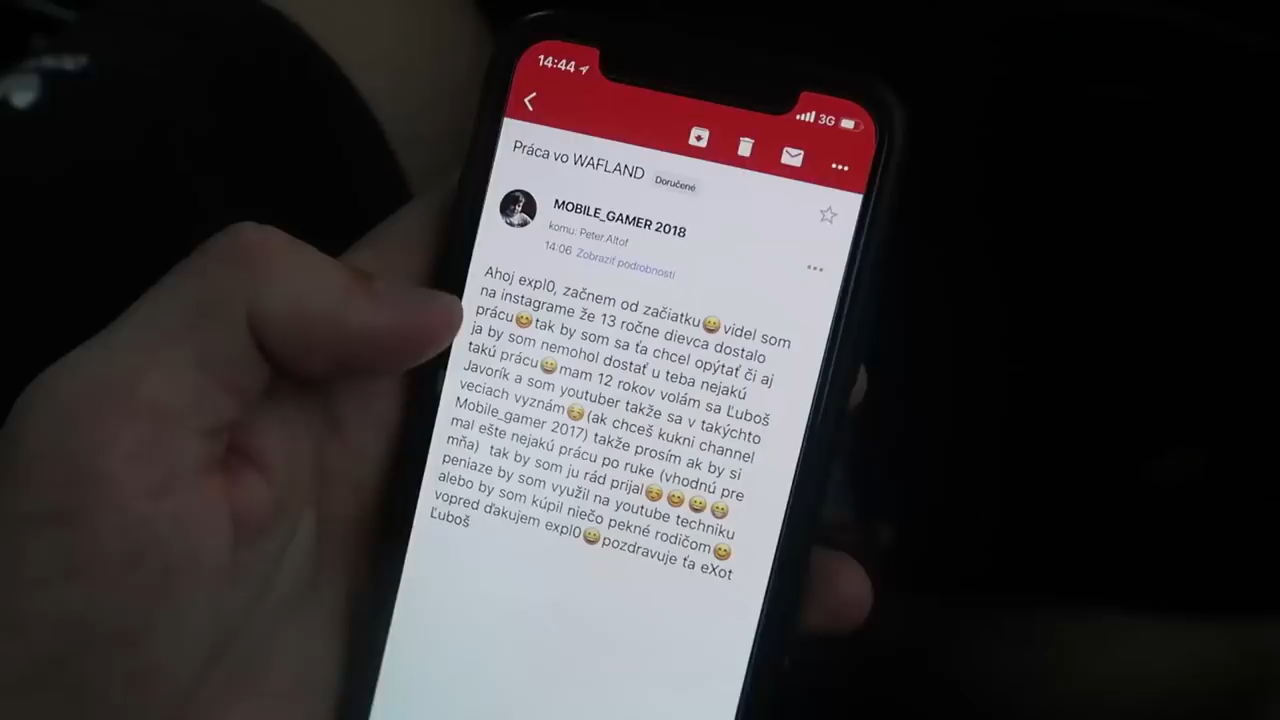 14:44
3G
Práca vo WAFLAND
Doručené
MOBILE_GAMER 2018
komu: Peter.Altof
14:06 Zobraziť podrobnosti
Ahoj expl0, začnem od začiatku😀videl som
na instagrame že 13 ročne dievca dostalo
prácu😊tak by som sa ťa chcel opýtať či aj
ja by som nemohol dostať u teba nejakú
takú prácu😀mam 12 rokov volám sa Ľuboš
Javorík a som youtuber takže sa v takýchto
veciach vyznám☺️(ak chceš kukni channel
Mobile_gamer 2017) takže prosím ak by si
mal ešte nejakú prácu po ruke (vhodnú pre
mňa) tak by som ju rád prijal☺️😊😀😁
peniaze by som využil na youtube techniku
alebo by som kúpil niečo pekné rodičom😊
vopred ďakujem expl0😀pozdravuje ťa eXot
Ľuboš